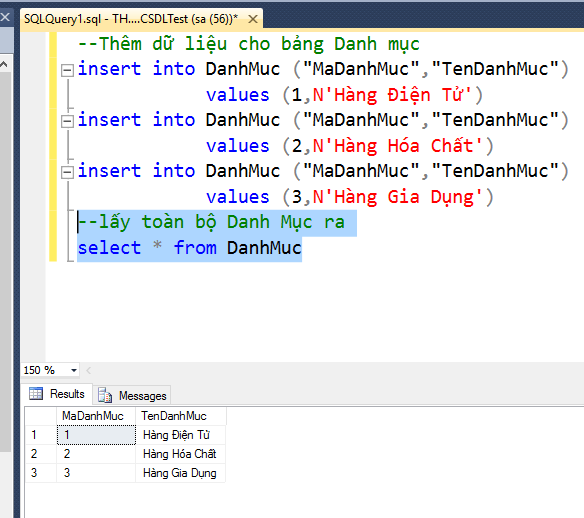 SQLQuery1.sql - TH....CSDLTest (sa (56))*
--Thêm dữ liệu cho bảng Danh mục
insert into DanhMuc ("MaDanhMuc","TenDanhMuc")
values (1,N'Hàng Điện Tử')
insert into DanhMuc ("MaDanhMuc","TenDanhMuc")
values (2,N'Hàng Hóa Chất')
insert into DanhMuc ("MaDanhMuc","TenDanhMuc")
values (3,N'Hàng Gia Dụng')
--lấy toàn bộ Danh Mục ra
select * from DanhMuc
150 %
Results Messages
MaDanhMuc TenDanhMuc
1 1 Hàng Điện Tử
2 2 Hàng Hóa Chất
3 3 Hàng Gia Dụng